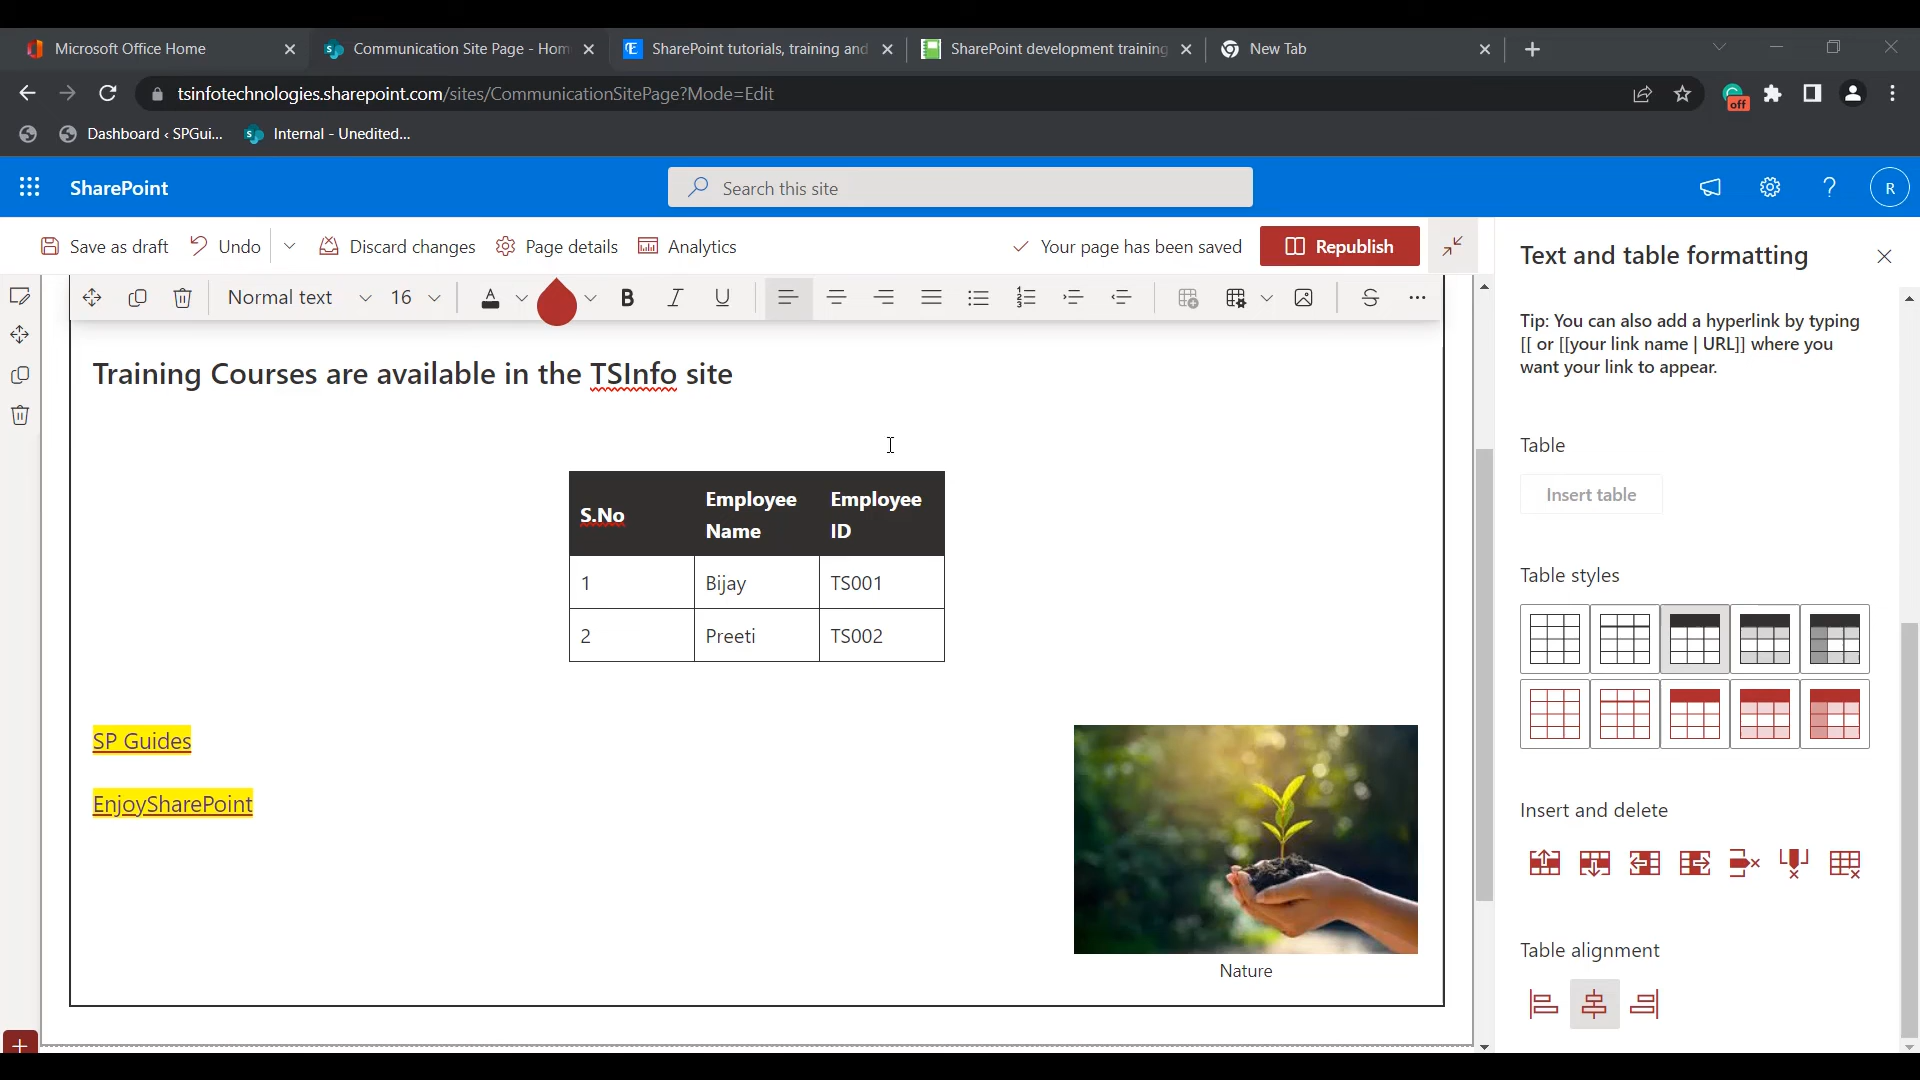 Microsoft Office Home
Communication Site Page - Hom
SharePoint tutorials, training and
SharePoint development training
New Tab
tsinfotechnologies.sharepoint.com/sites/CommunicationSitePage?Mode=Edit
off
Dashboard ‹ SPGui...
Internal - Unedited...
SharePoint
Search this site
R
Save as draft
Undo
Discard changes
Page details
Analytics
Your page has been saved
Republish
Normal text
16
Training Courses are available in the TSInfo site
S.No
Employee Name
Employee ID
1
Bijay
TS001
2
Preeti
TS002
SP Guides
EnjoySharePoint
Nature
Text and table formatting
Tip: You can also add a hyperlink by typing
[[ or [[your link name | URL]] where you
want your link to appear.
Table
Insert table
Table styles
Insert and delete
Table alignment